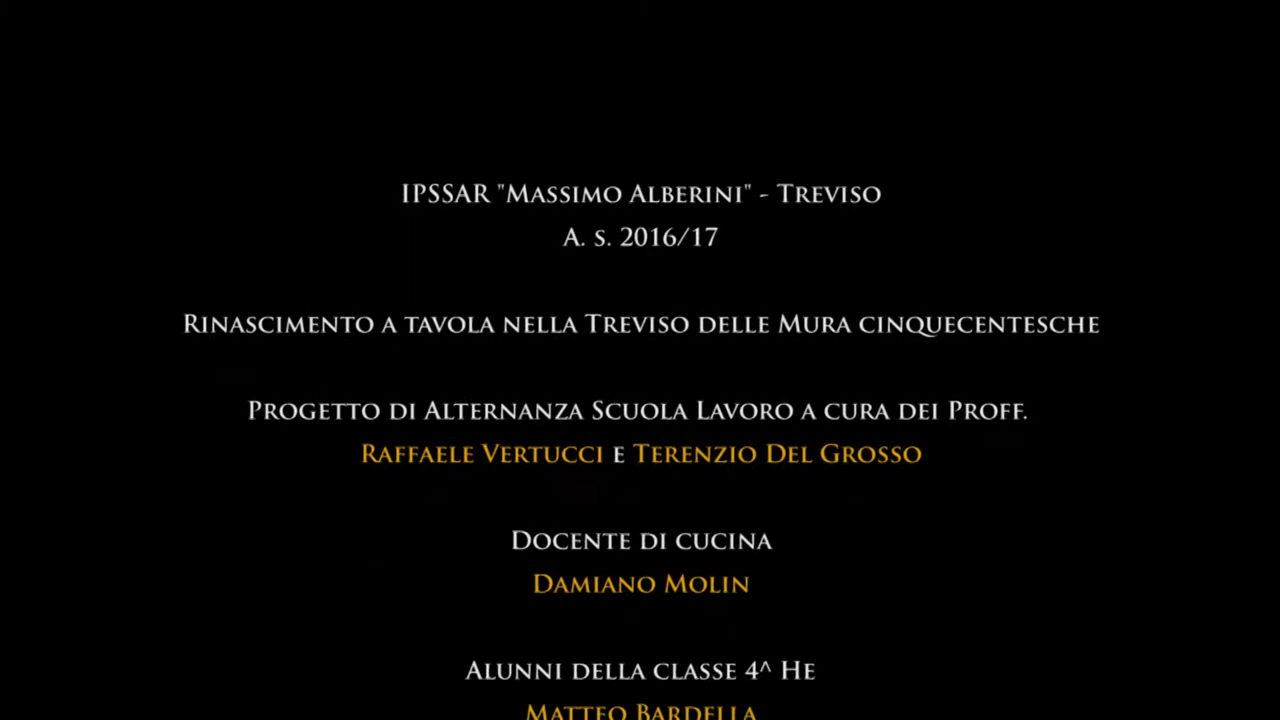 IPSSAR "Massimo Alberini" - Treviso
A. s. 2016/17
Rinascimento a tavola nella Treviso delle Mura cinquecentesche
Progetto di Alternanza Scuola Lavoro a cura dei Proff.
Raffaele Vertucci e Terenzio Del Grosso
Docente di cucina
Damiano Molin
Alunni della classe 4^ He
Matteo Bardella